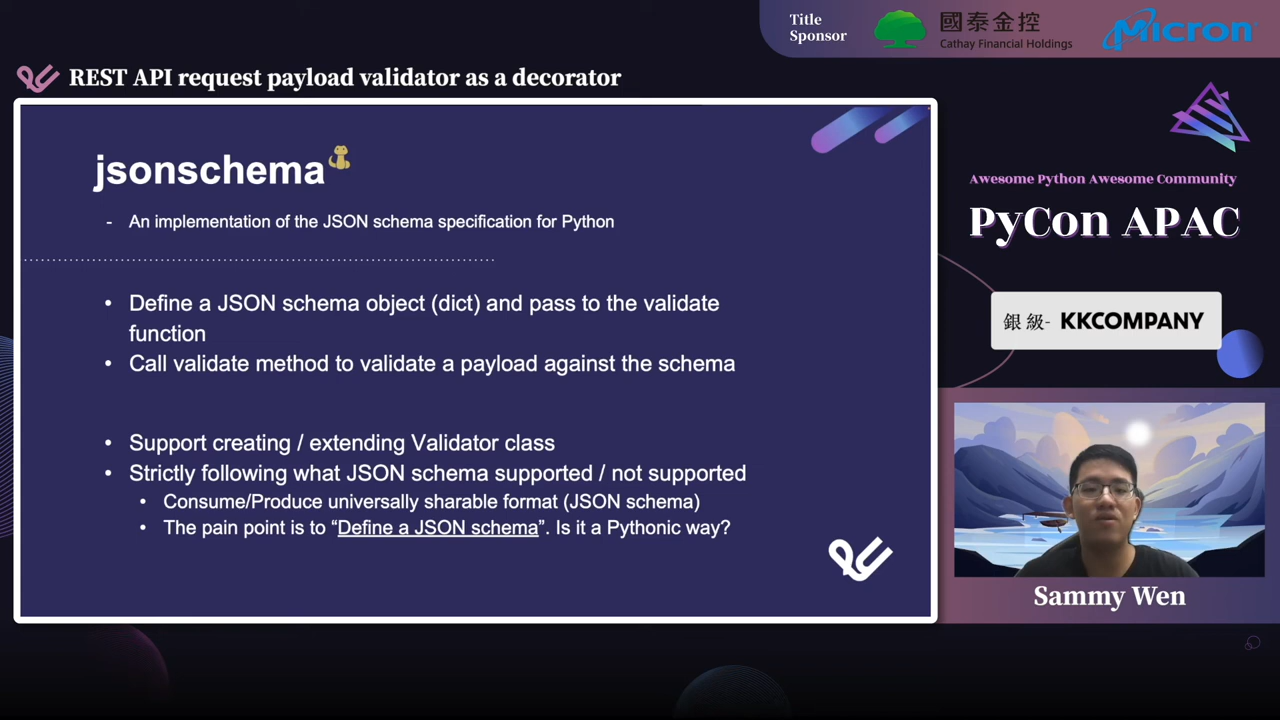 Title
Sponsor
國泰金控
Cathay Financial Holdings
Micron
REST API request payload validator as a decorator
jsonschema
- An implementation of the JSON schema specification for Python
• Define a JSON schema object (dict) and pass to the validate
function
• Call validate method to validate a payload against the schema
• Support creating / extending Validator class
• Strictly following what JSON schema supported / not supported
• Consume/Produce universally sharable format (JSON schema)
• The pain point is to “Define a JSON schema”. Is it a Pythonic way?
Awesome Python Awesome Community
PyCon APAC
銀級- KKCOMPANY
Sammy Wen